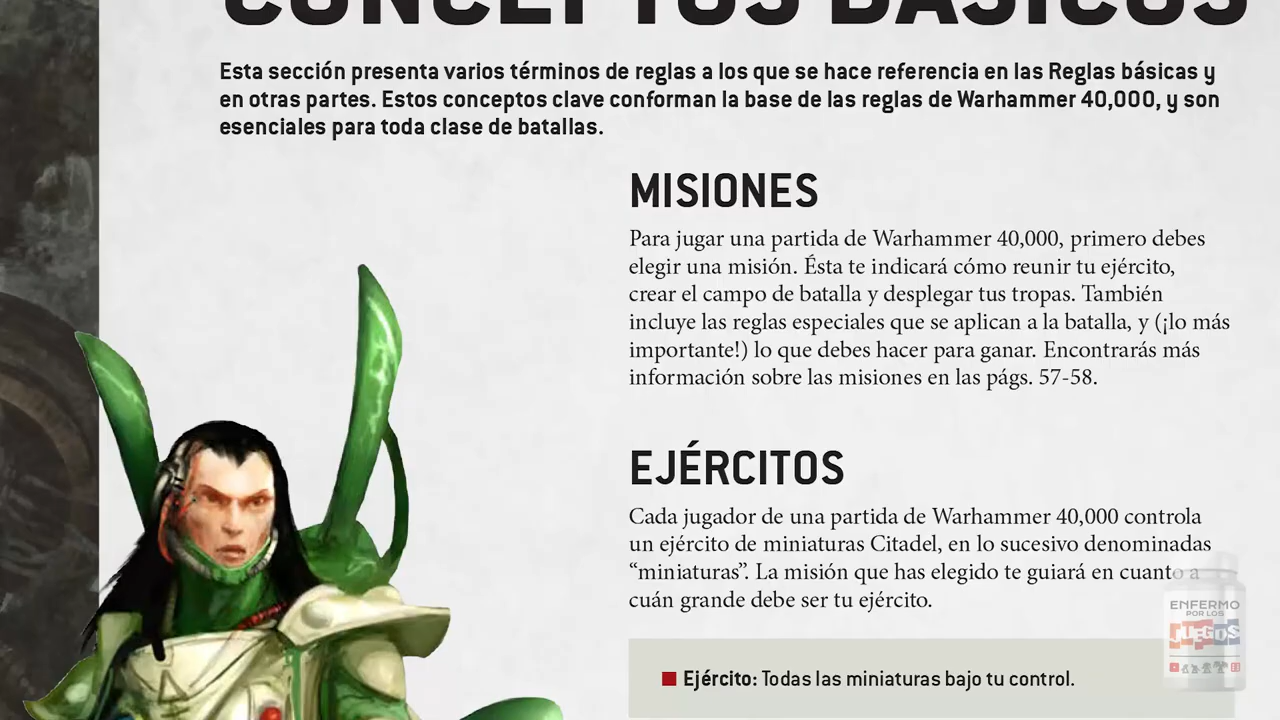 CONCEPTOS BÁSICOS
Esta sección presenta varios términos de reglas a los que se hace referencia en las Reglas básicas y
en otras partes. Estos conceptos clave conforman la base de las reglas de Warhammer 40,000, y son
esenciales para toda clase de batallas.
MISIONES
Para jugar una partida de Warhammer 40,000, primero debes
elegir una misión. Ésta te indicará cómo reunir tu ejército,
crear el campo de batalla y desplegar tus tropas. También
incluye las reglas especiales que se aplican a la batalla, y (¡lo más
importante!) lo que debes hacer para ganar. Encontrarás más
información sobre las misiones en las págs. 57-58.
EJÉRCITOS
Cada jugador de una partida de Warhammer 40,000 controla
un ejército de miniaturas Citadel, en lo sucesivo denominadas
“miniaturas”. La misión que has elegido te guiará en cuanto a
cuán grande debe ser tu ejército.
Ejército: Todas las miniaturas bajo tu control.
ENFERMO
POR LOS
JUEGOS